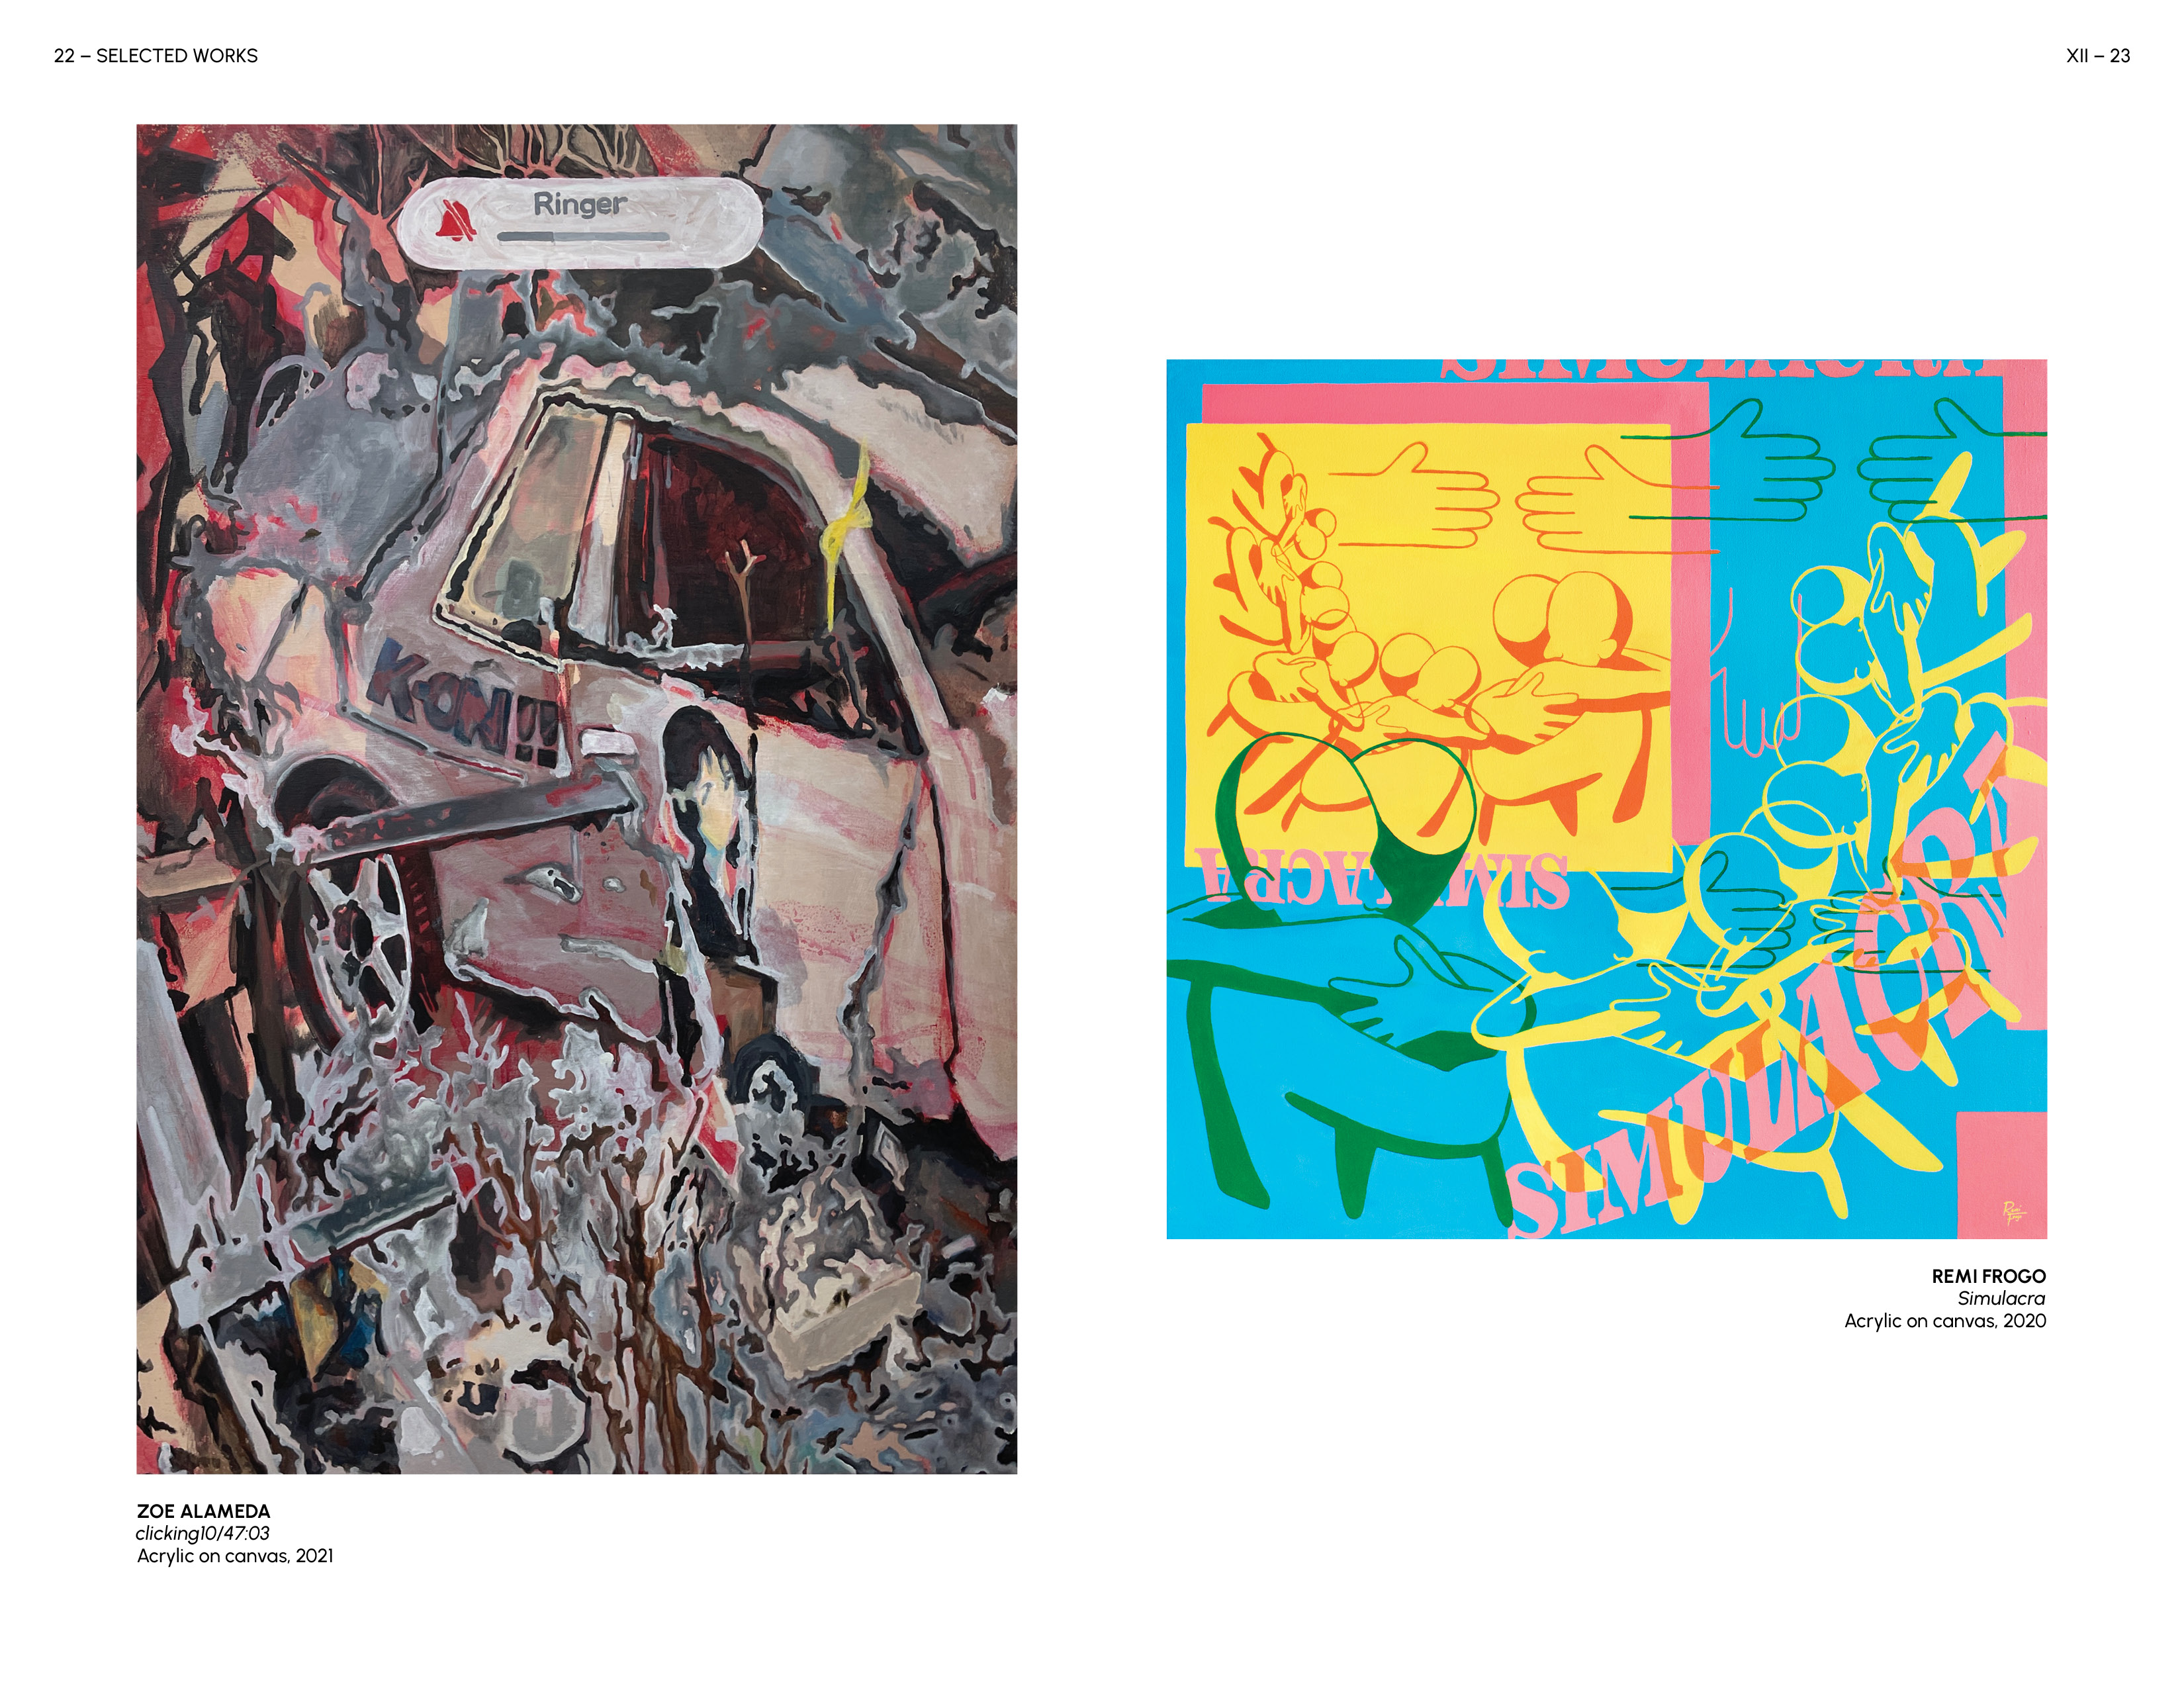 22 – SELECTED WORKS
XII – 23
Ringer
K-ON!!
ZOE ALAMEDA
clicking10/47:03
Acrylic on canvas, 2021
SIMULACRA
SIMULACRA
SIMULACRA
REMI FROGO
Simulacra
Acrylic on canvas, 2020